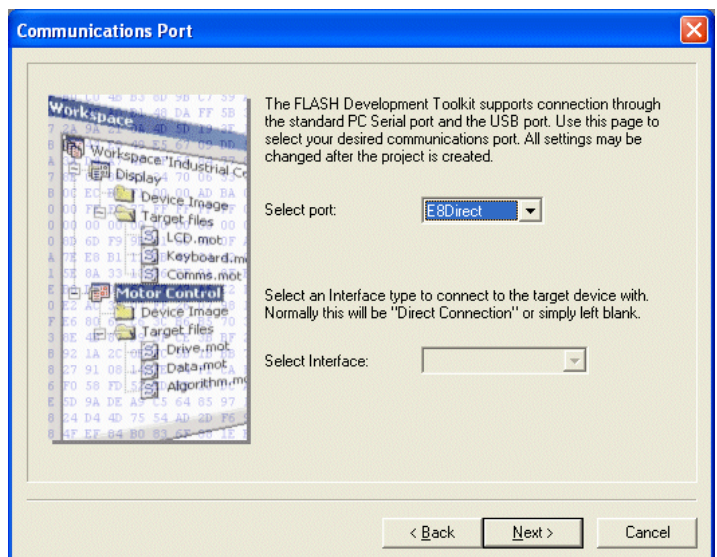 Communications Port
Workspace
Workspace 'Industrial Ce
Display
Device Image
Target files
LCD.mot
Keyboard.m
Comms.mot
Motor Control
Device Image
Target files
Drive.mot
Data.mot
Algorithm.mo
The FLASH Development Toolkit supports connection through
the standard PC Serial port and the USB port. Use this page to
select your desired communications port. All settings may be
changed after the project is created.
Select port:
E8Direct
Select an Interface type to connect to the target device with.
Normally this will be "Direct Connection" or simply left blank.
Select Interface:
< Back
Next >
Cancel